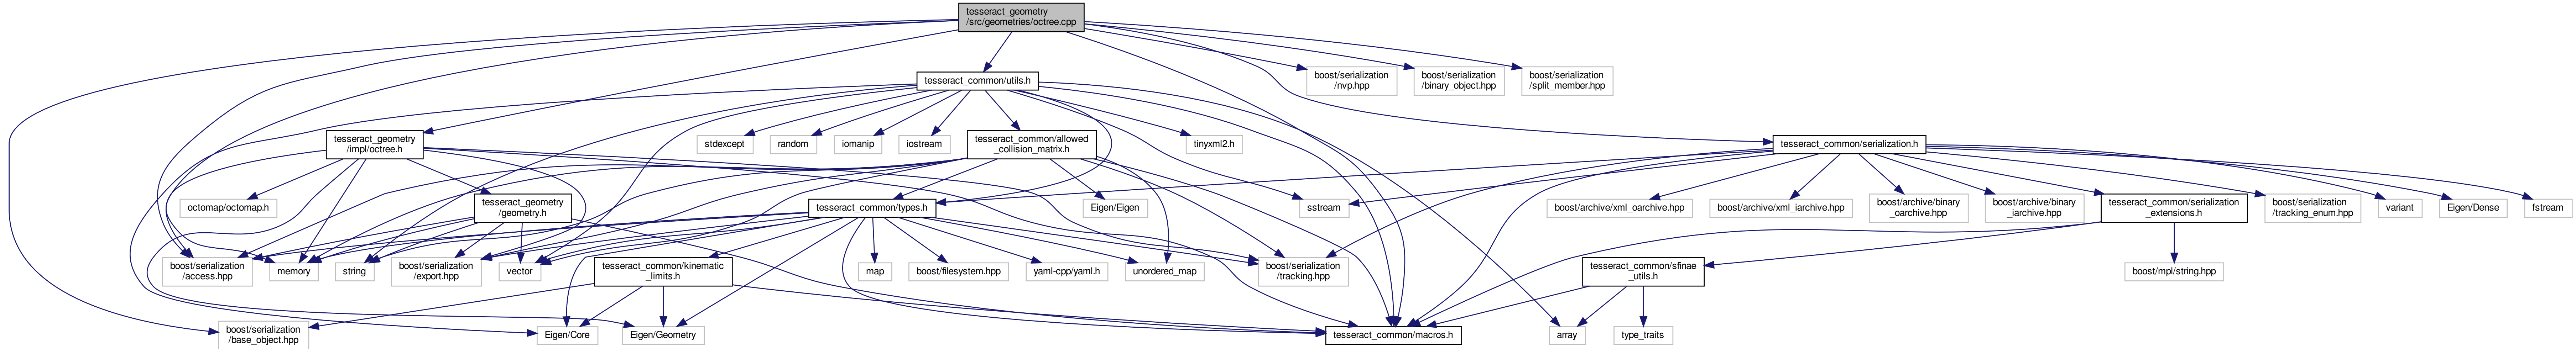 tesseract_geometry
/src/geometries/octree.cpp
tesseract_common/utils.h
boost/serialization
/nvp.hpp
boost/serialization
/binary_object.hpp
boost/serialization
/split_member.hpp
tesseract_geometry
/impl/octree.h
stdexcept
random
iomanip
iostream
tesseract_common/allowed
_collision_matrix.h
tinyxml2.h
tesseract_common/serialization.h
octomap/octomap.h
tesseract_geometry
/geometry.h
tesseract_common/types.h
Eigen/Eigen
sstream
boost/archive/xml_oarchive.hpp
boost/archive/xml_iarchive.hpp
boost/archive/binary
_oarchive.hpp
boost/archive/binary
_iarchive.hpp
tesseract_common/serialization
_extensions.h
boost/serialization
/tracking_enum.hpp
variant
Eigen/Dense
fstream
boost/serialization
/access.hpp
memory
string
boost/serialization
/export.hpp
vector
tesseract_common/kinematic
_limits.h
map
boost/filesystem.hpp
yaml-cpp/yaml.h
unordered_map
boost/serialization
/tracking.hpp
tesseract_common/sfinae
_utils.h
boost/mpl/string.hpp
boost/serialization
/base_object.hpp
Eigen/Core
Eigen/Geometry
tesseract_common/macros.h
array
type_traits